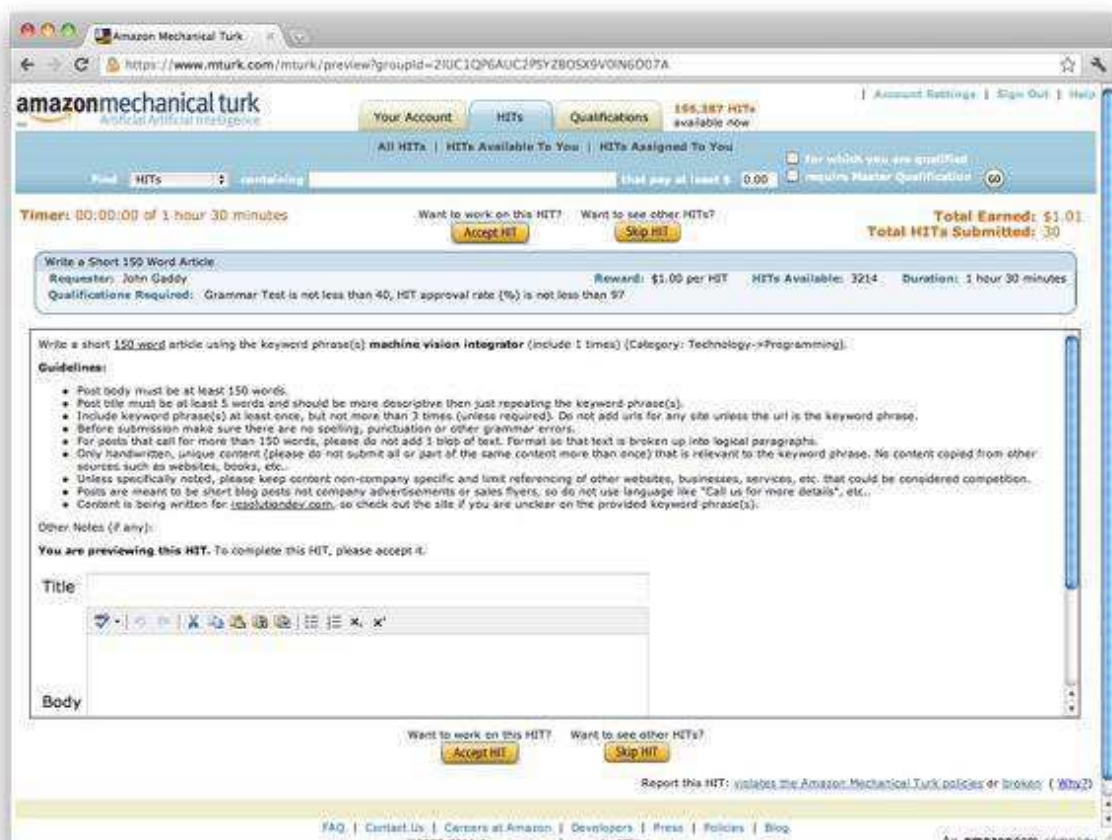 Amazon Mechanical Turk
https://www.mturk.com/mturk/preview?groupId=
amazonmechanical turk
Artificial Artificial Intelligence
Account Settings | Sign Out | Help
Your Account
HITs
Qualifications
166,387 HITs
available now
All HITs | HITs Available To You | HITs Assigned To You
Find HITs containing that pay at least $ 0.00
for which you are qualified
require Master Qualification
GO
Timer: 00:00:00 of 1 hour 30 minutes
Want to work on this HIT? Want to see other HITs?
Accept HIT Skip HIT
Total Earned: $1.01
Total HITs Submitted: 30
Write a Short 150 Word Article
Requester: John Gaddy Reward: $1.00 per HIT HITs Available: 3214 Duration: 1 hour 30 minutes
Qualifications Required: Grammar Test is not less than 40, HIT approval rate (%) is not less than 97
Write a short 150 word article using the keyword phrase(s) machine vision integrator (include 1 times) (Category: Technology->Programming).
Guidelines:
• Post body must be at least 150 words.
• Post title must be at least 5 words and should be more descriptive then just repeating the keyword phrase(s).
• Include keyword phrase(s) at least once, but not more than 3 times (unless required). Do not add urls for any site unless the url is the keyword phrase.
• Before submission make sure there are no spelling, punctuation or other grammar errors.
• For posts that call for more than 150 words, please do not add 1 blob of text. Format so that text is broken up into logical paragraphs.
• Only handwritten, unique content (please do not submit all or part of the same content more than once) that is relevant to the keyword phrase. No content copied from other
sources such as websites, books, etc..
• Unless specifically noted, please keep content non-company specific and limit referencing of other websites, businesses, services, etc. that could be considered competition.
• Posts are meant to be short blog posts not company advertisements or sales flyers, so do not use language like "Call us for more details", etc..
• Content is being written for resolutiondev.com, so check out the site if you are unclear on the provided keyword phrase(s).
Other Notes (if any):
You are previewing this HIT. To complete this HIT, please accept it.
Title
Body
Want to work on this HIT? Want to see other HITs?
Accept HIT Skip HIT
Report this HIT: violates the Amazon Mechanical Turk policies or broken ( Why?)
FAQ | Contact Us | Careers at Amazon | Developers | Press | Policies | Blog
An amazon.com company